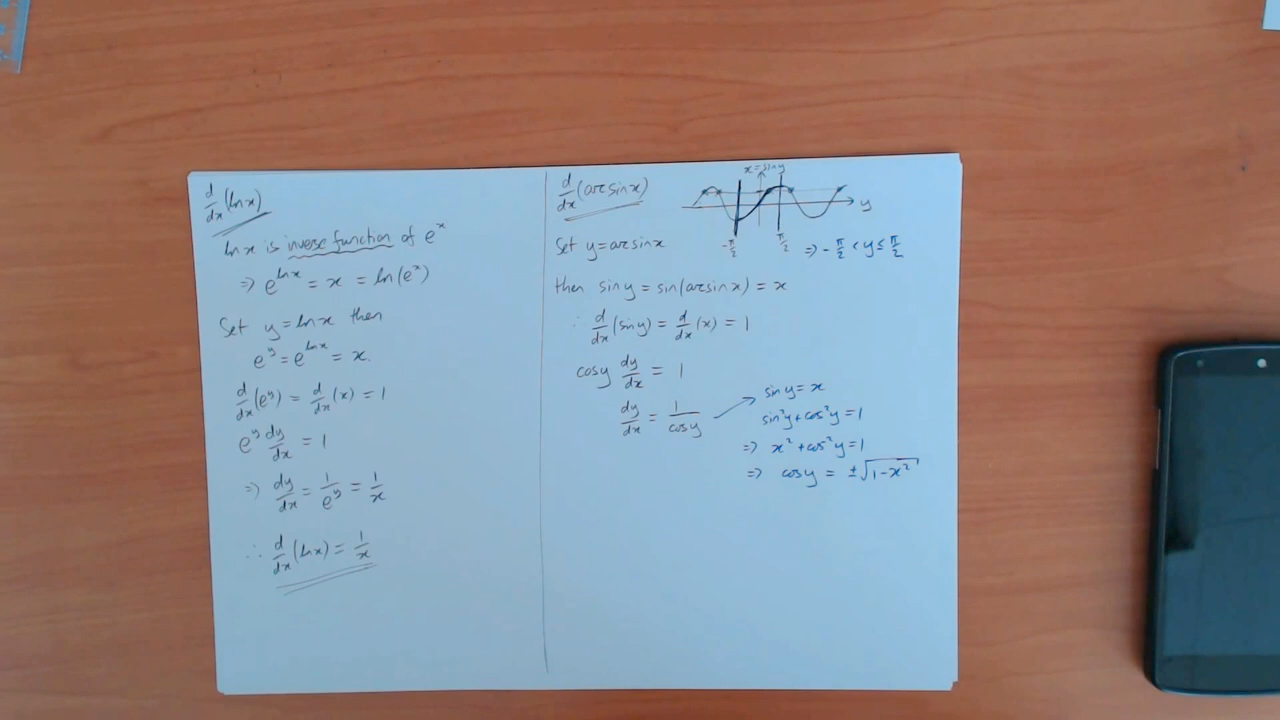 d/dx (ln x)
ln x is inverse function of e^x
⇒ e^{ln x} = x = ln(e^x)
Set y = ln x then
e^y = e^{ln x} = x.
d/dx (e^y) = d/dx (x) = 1
e^y dy/dx = 1
⇒ dy/dx = 1/e^y = 1/x
∴ d/dx (ln x) = 1/x
d/dx (arcsin x)
x = sin y
y
-π/2 π/2
Set y = arcsin x
⇒ -π/2 < y ≤ π/2
then sin y = sin(arcsin x) = x
∴ d/dx (sin y) = d/dx (x) = 1
cos y dy/dx = 1
dy/dx = 1/cos y
sin y = x
sin²y + cos²y = 1
⇒ x² + cos²y = 1
⇒ cos y = ±√(1-x²)